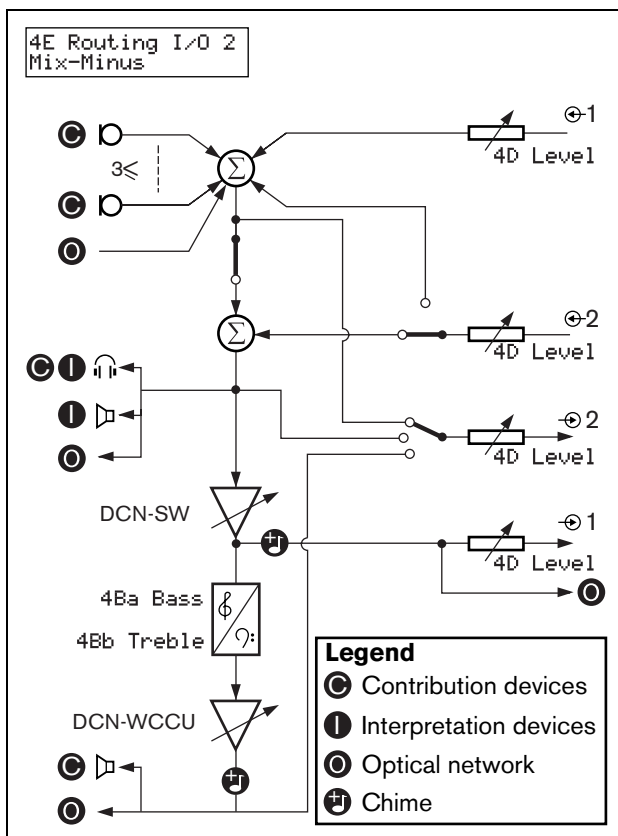 4E Routing I/O 2
Mix-Minus
C
1
4D Level
3≤
Σ
C
O
2
Σ
4D Level
C I
I
2
O
4D Level
DCN-SW
1
4D Level
O
4Ba Bass
4Bb Treble
Legend
C Contribution devices
DCN-WCCU
I Interpretation devices
C
O Optical network
O
Chime